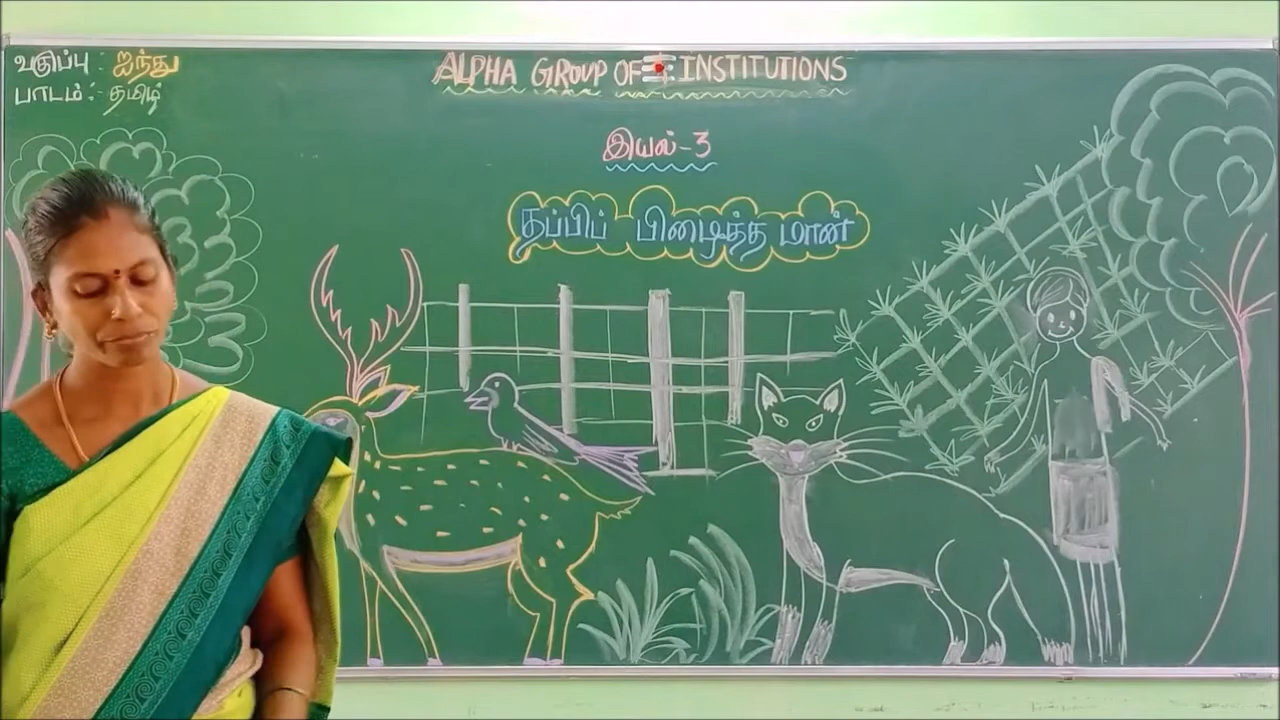 வகுப்பு : ஐந்து
பாடம் :- தமிழ்
ALPHA GROUP OF INSTITUTIONS
இயல் - 3
தப்பிப் பிழைத்த மான்